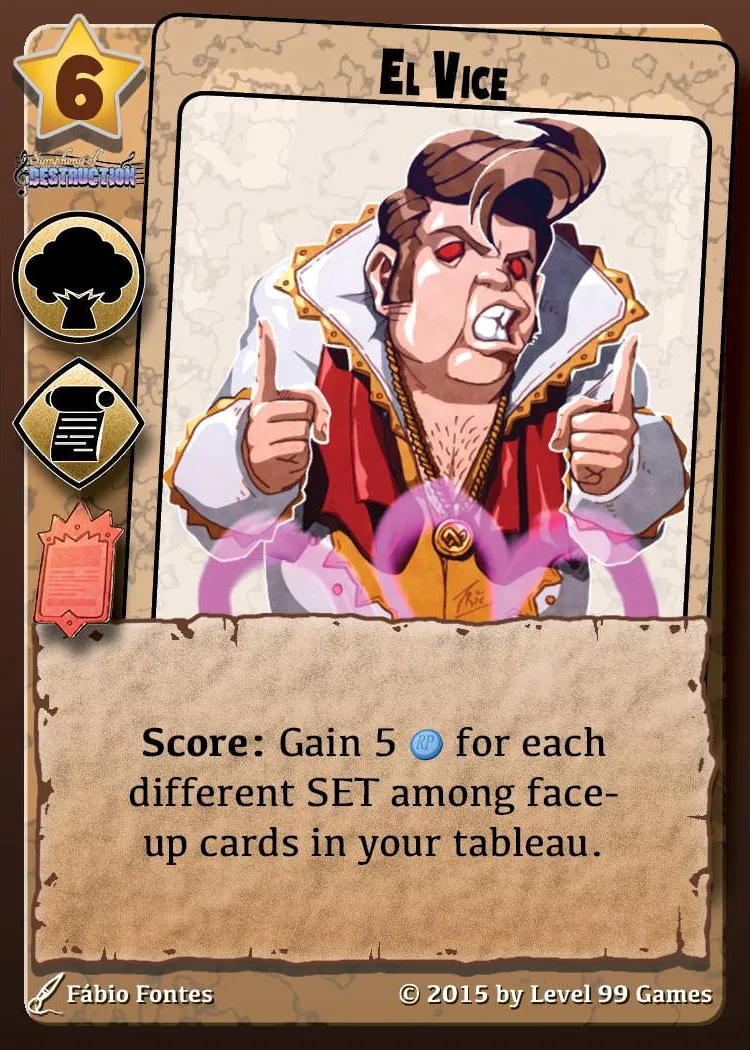 El Vice
6
Symphony of
DESTRUCTION
Score: Gain 5 RP for each
different SET among face-
up cards in your tableau.
Fábio Fontes
© 2015 by Level 99 Games